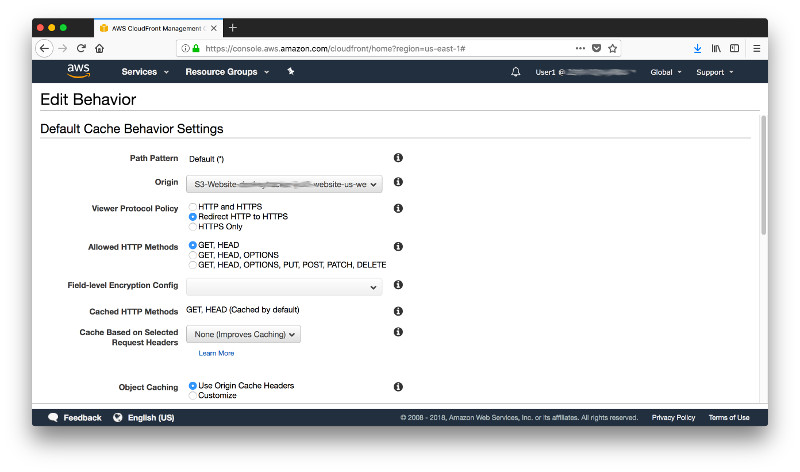 AWS CloudFront Management
https://console.aws.amazon.com/cloudfront/home?region=us-east-1#
aws Services Resource Groups User1 @ Global Support
Edit Behavior
Default Cache Behavior Settings
Path Pattern Default (*)
Origin S3-Website- -website-us-we
Viewer Protocol Policy HTTP and HTTPS
Redirect HTTP to HTTPS
HTTPS Only
Allowed HTTP Methods GET, HEAD
GET, HEAD, OPTIONS
GET, HEAD, OPTIONS, PUT, POST, PATCH, DELETE
Field-level Encryption Config
Cached HTTP Methods GET, HEAD (Cached by default)
Cache Based on Selected Request Headers None (Improves Caching)
Learn More
Object Caching Use Origin Cache Headers
Customize
Feedback English (US) © 2008 - 2018, Amazon Web Services, Inc. or its affiliates. All rights reserved. Privacy Policy Terms of Use